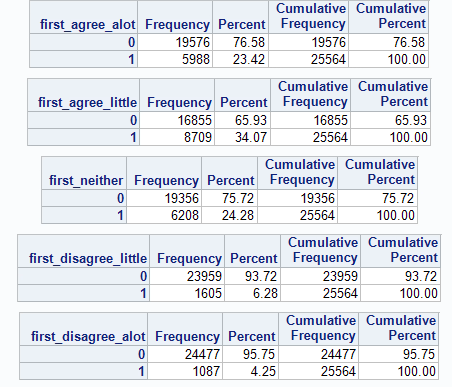 Cumulative Cumulative
first_agree_alot Frequency Percent Frequency Percent
0 19576 76.58 19576 76.58
1 5988 23.42 25564 100.00
Cumulative Cumulative
first_agree_little Frequency Percent Frequency Percent
0 16855 65.93 16855 65.93
1 8709 34.07 25564 100.00
Cumulative Cumulative
first_neither Frequency Percent Frequency Percent
0 19356 75.72 19356 75.72
1 6208 24.28 25564 100.00
Cumulative Cumulative
first_disagree_little Frequency Percent Frequency Percent
0 23959 93.72 23959 93.72
1 1605 6.28 25564 100.00
Cumulative Cumulative
first_disagree_alot Frequency Percent Frequency Percent
0 24477 95.75 24477 95.75
1 1087 4.25 25564 100.00